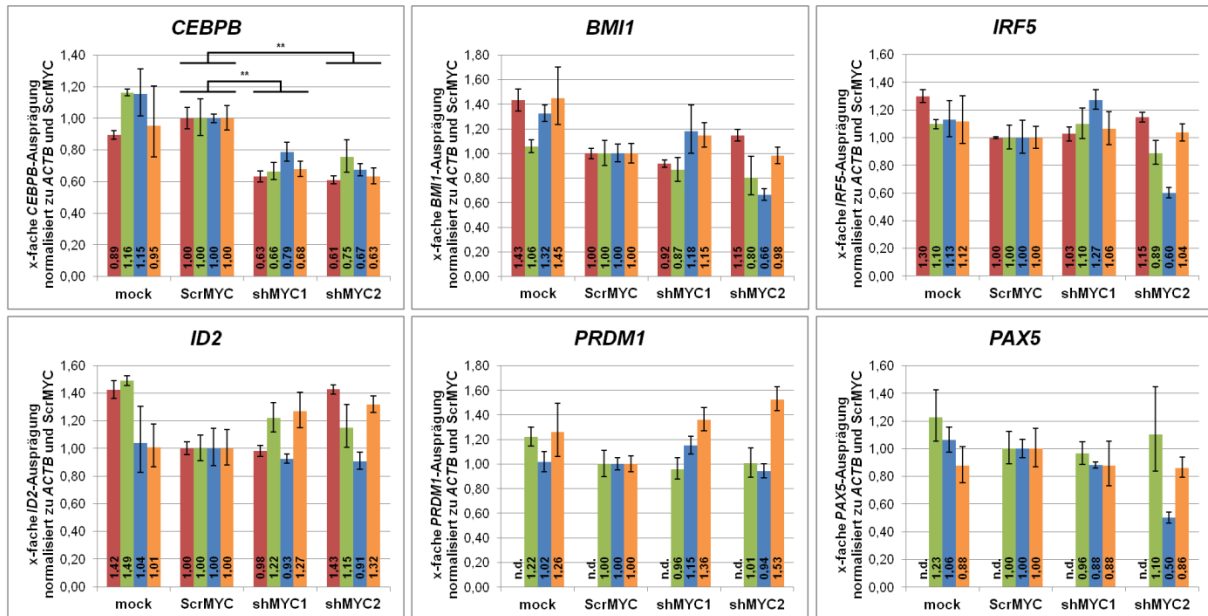 CEBPB
x-fache CEBPB-Ausprägung
normalisiert zu ACTB und ScrMYC
1,40
1,20
1,00
0,80
0,60
0,40
0,20
0,00
**
**
0.89 1.16 1.15 0.95
1.00 1.00 1.00 1.00
0.63 0.66 0.79 0.68
0.61 0.75 0.67 0.63
mock ScrMYC shMYC1 shMYC2
BMI1
x-fache BMI1-Ausprägung
normalisiert zu ACTB und ScrMYC
1,80
1,60
1,40
1,20
1,00
0,80
0,60
0,40
0,20
0,00
1.43 1.06 1.32 1.45
1.00 1.00 1.00 1.00
0.92 0.87 1.18 1.15
1.15 0.80 0.66 0.98
mock ScrMYC shMYC1 shMYC2
IRF5
x-fache IRF5-Ausprägung
normalisiert zu ACTB und ScrMYC
1,60
1,40
1,20
1,00
0,80
0,60
0,40
0,20
0,00
1.30 1.10 1.13 1.12
1.00 1.00 1.00 1.00
1.03 1.10 1.27 1.06
1.15 0.89 0.60 1.04
mock ScrMYC shMYC1 shMYC2
ID2
x-fache ID2-Ausprägung
normalisiert zu ACTB und ScrMYC
1,60
1,40
1,20
1,00
0,80
0,60
0,40
0,20
0,00
1.42 1.49 1.04 1.01
1.00 1.00 1.00 1.00
0.98 1.22 0.93 1.27
1.43 1.15 0.91 1.32
mock ScrMYC shMYC1 shMYC2
PRDM1
x-fache PRDM1-Ausprägung
normalisiert zu ACTB und ScrMYC
1,80
1,60
1,40
1,20
1,00
0,80
0,60
0,40
0,20
0,00
n.d. 1.22 1.02 1.26
n.d. 1.00 1.00 1.00
n.d. 0.96 1.15 1.36
n.d. 1.01 0.94 1.53
mock ScrMYC shMYC1 shMYC2
PAX5
x-fache PAX5-Ausprägung
normalisiert zu ACTB und ScrMYC
1,60
1,40
1,20
1,00
0,80
0,60
0,40
0,20
0,00
n.d. 1.23 1.06 0.88
n.d. 1.00 1.00 1.00
n.d. 0.96 0.88 0.88
n.d. 1.10 0.50 0.86
mock ScrMYC shMYC1 shMYC2